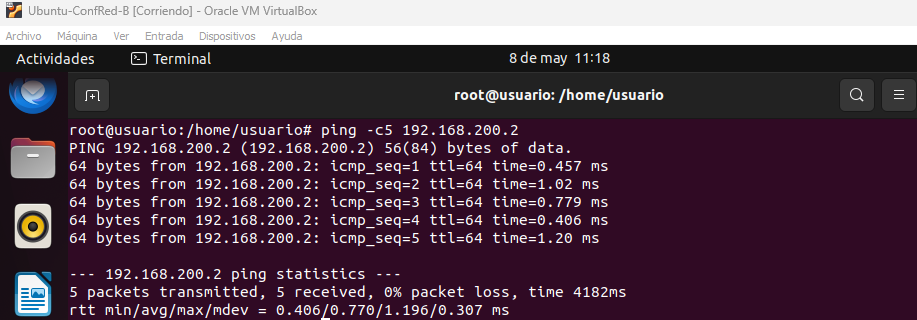 Ubuntu-ConfRed-B [Corriendo] - Oracle VM VirtualBox
Archivo Máquina Ver Entrada Dispositivos Ayuda
Actividades Terminal 8 de may 11:18
root@usuario: /home/usuario
root@usuario:/home/usuario# ping -c5 192.168.200.2
PING 192.168.200.2 (192.168.200.2) 56(84) bytes of data.
64 bytes from 192.168.200.2: icmp_seq=1 ttl=64 time=0.457 ms
64 bytes from 192.168.200.2: icmp_seq=2 ttl=64 time=1.02 ms
64 bytes from 192.168.200.2: icmp_seq=3 ttl=64 time=0.779 ms
64 bytes from 192.168.200.2: icmp_seq=4 ttl=64 time=0.406 ms
64 bytes from 192.168.200.2: icmp_seq=5 ttl=64 time=1.20 ms
--- 192.168.200.2 ping statistics ---
5 packets transmitted, 5 received, 0% packet loss, time 4182ms
rtt min/avg/max/mdev = 0.406/0.770/1.196/0.307 ms